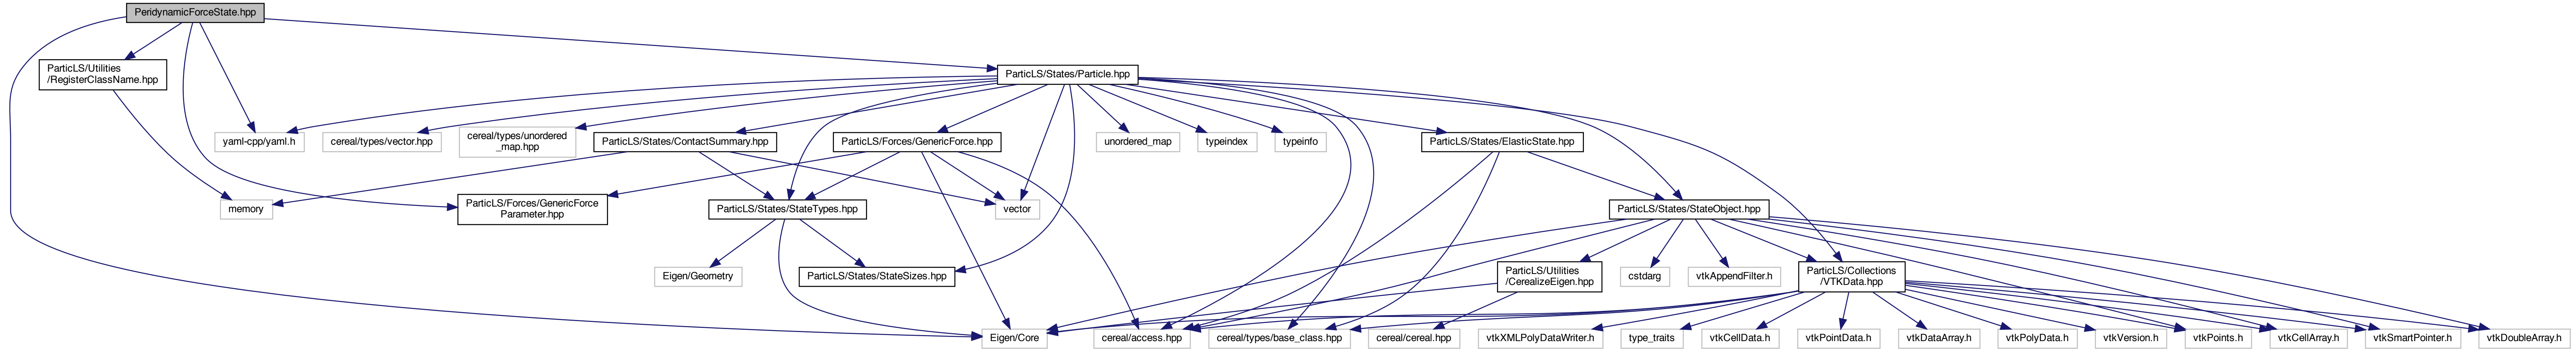 PeridynamicForceState.hpp
ParticLS/Utilities
/RegisterClassName.hpp
ParticLS/States/Particle.hpp
yaml-cpp/yaml.h
cereal/types/vector.hpp
cereal/types/unordered
_map.hpp
ParticLS/States/ContactSummary.hpp
ParticLS/Forces/GenericForce.hpp
unordered_map
typeindex
typeinfo
ParticLS/States/ElasticState.hpp
memory
ParticLS/Forces/GenericForce
Parameter.hpp
ParticLS/States/StateTypes.hpp
vector
ParticLS/States/StateObject.hpp
Eigen/Geometry
ParticLS/States/StateSizes.hpp
ParticLS/Utilities
/CerealizeEigen.hpp
cstdarg
vtkAppendFilter.h
ParticLS/Collections
/VTKData.hpp
Eigen/Core
cereal/access.hpp
cereal/types/base_class.hpp
cereal/cereal.hpp
vtkXMLPolyDataWriter.h
type_traits
vtkCellData.h
vtkPointData.h
vtkDataArray.h
vtkPolyData.h
vtkVersion.h
vtkPoints.h
vtkCellArray.h
vtkSmartPointer.h
vtkDoubleArray.h